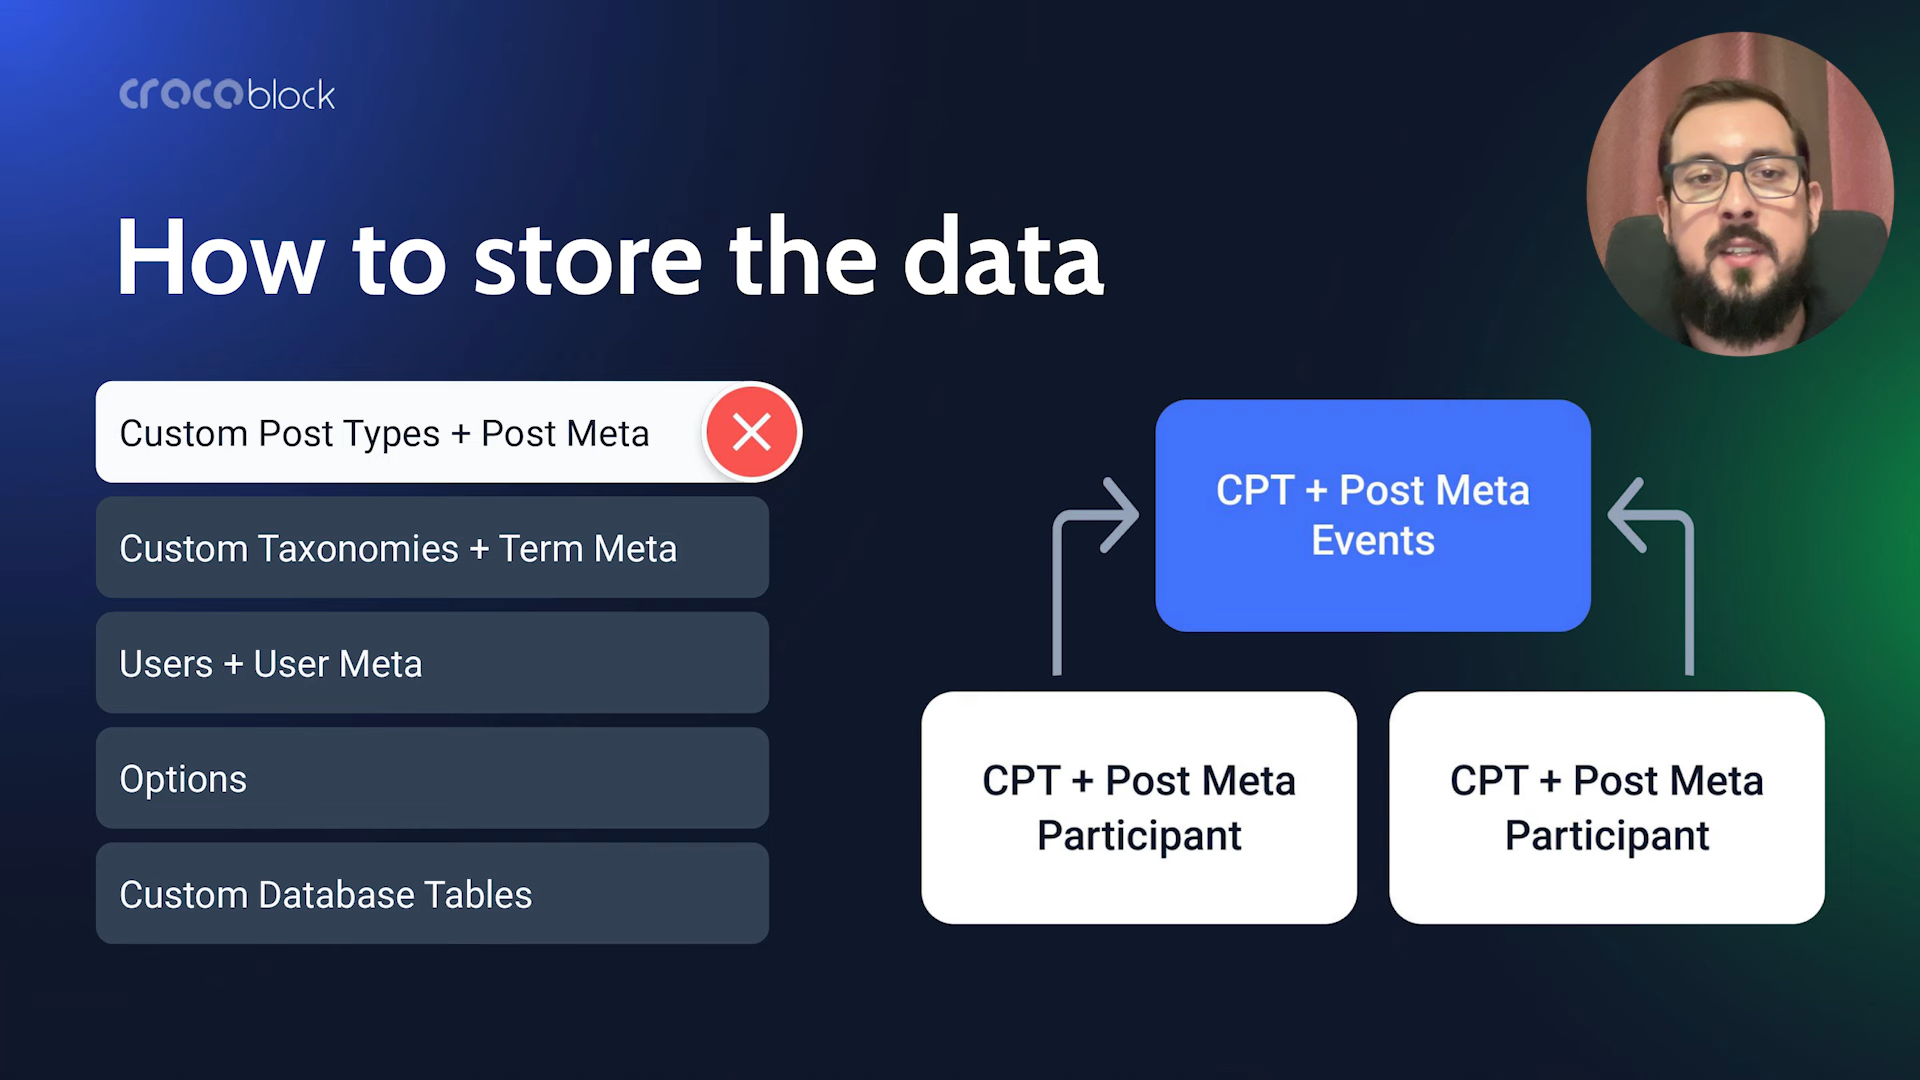 crocoblock
How to store the data
Custom Post Types + Post Meta
Custom Taxonomies + Term Meta
Users + User Meta
Options
Custom Database Tables
CPT + Post Meta
Events
CPT + Post Meta
Participant
CPT + Post Meta
Participant